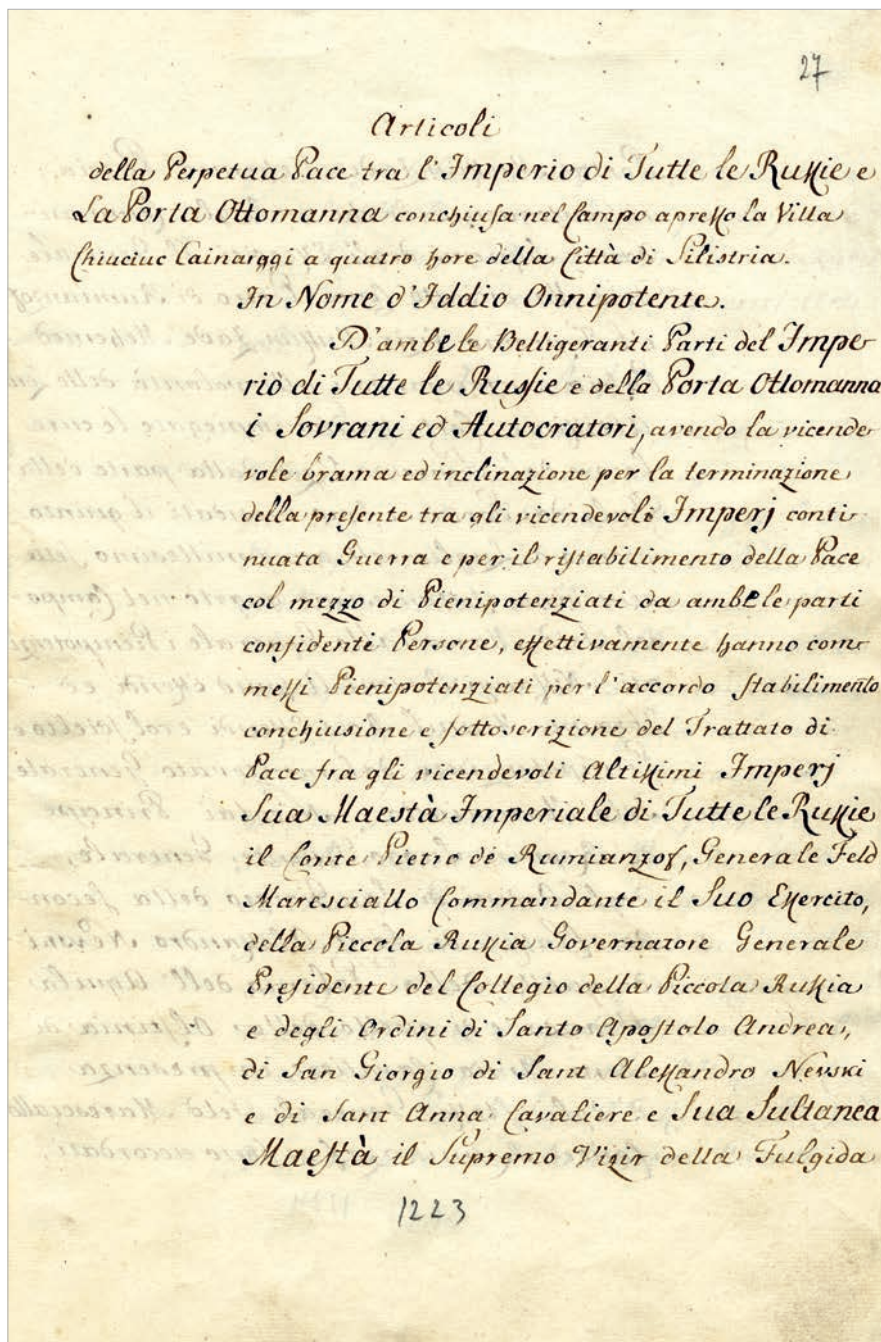 27
Articoli
della Perpetua Pace tra l'Imperio di Tutte le Russie e
La Porta Ottomanna conchiusa nel Campo apresso la Villa
Chiuciuc Cainarggi a quatro hore della Città di Silistria.
In Nome d'Iddio Onnipotente.
D'ambe le Belligeranti Parti del Impe-
rio di Tutte le Russie e della Porta Ottomanna
i Sovrani ed Autocratori, avendo la vicende
vole brama ed inclinazione per la terminazione
della presente tra gli vicendevoli Imperj conti-
nuata Guerra e per il ristabilimento della Pace
col mezzo di Pienipotenziati da ambe le parti
confidenti Persone, essettivamente hanno com-
messi Pienipotenziati per l'accordo stabilimento
conchiusione e sottoscrizione del Trattato di
Pace fra gli vicendevoli Altissimi Imperj
Sua Maestà Imperiale di Tutte le Russie
il Conte Pietro de Rumianzof, Generale Feld
Maresciallo Commandante il Suo Essercito,
della Piccola Russia Governatore Generale
Presidente del Collegio della Piccola Russia
e degli Ordini di Santo Apostolo Andrea,
di San Giorgio di Sant Alessandro Nevski
e di Sant Anna Cavaliere e Sua Sultanea
Maestà il Supremo Vizir della Fulgida
1223